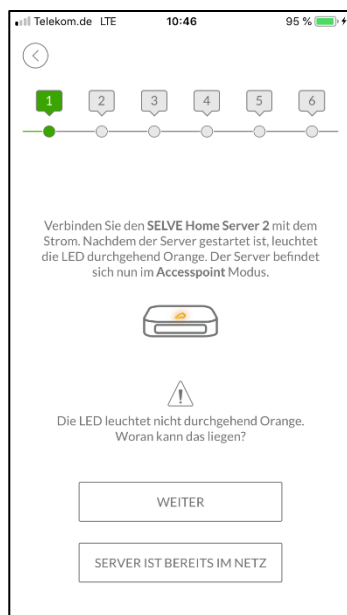 Telekom.de LTE 10:46 95 %
1 2 3 4 5 6
Verbinden Sie den SELVE Home Server 2 mit dem
Strom. Nachdem der Server gestartet ist, leuchtet
die LED durchgehend Orange. Der Server befindet
sich nun im Accesspoint Modus.
Die LED leuchtet nicht durchgehend Orange.
Woran kann das liegen?
WEITER
SERVER IST BEREITS IM NETZ